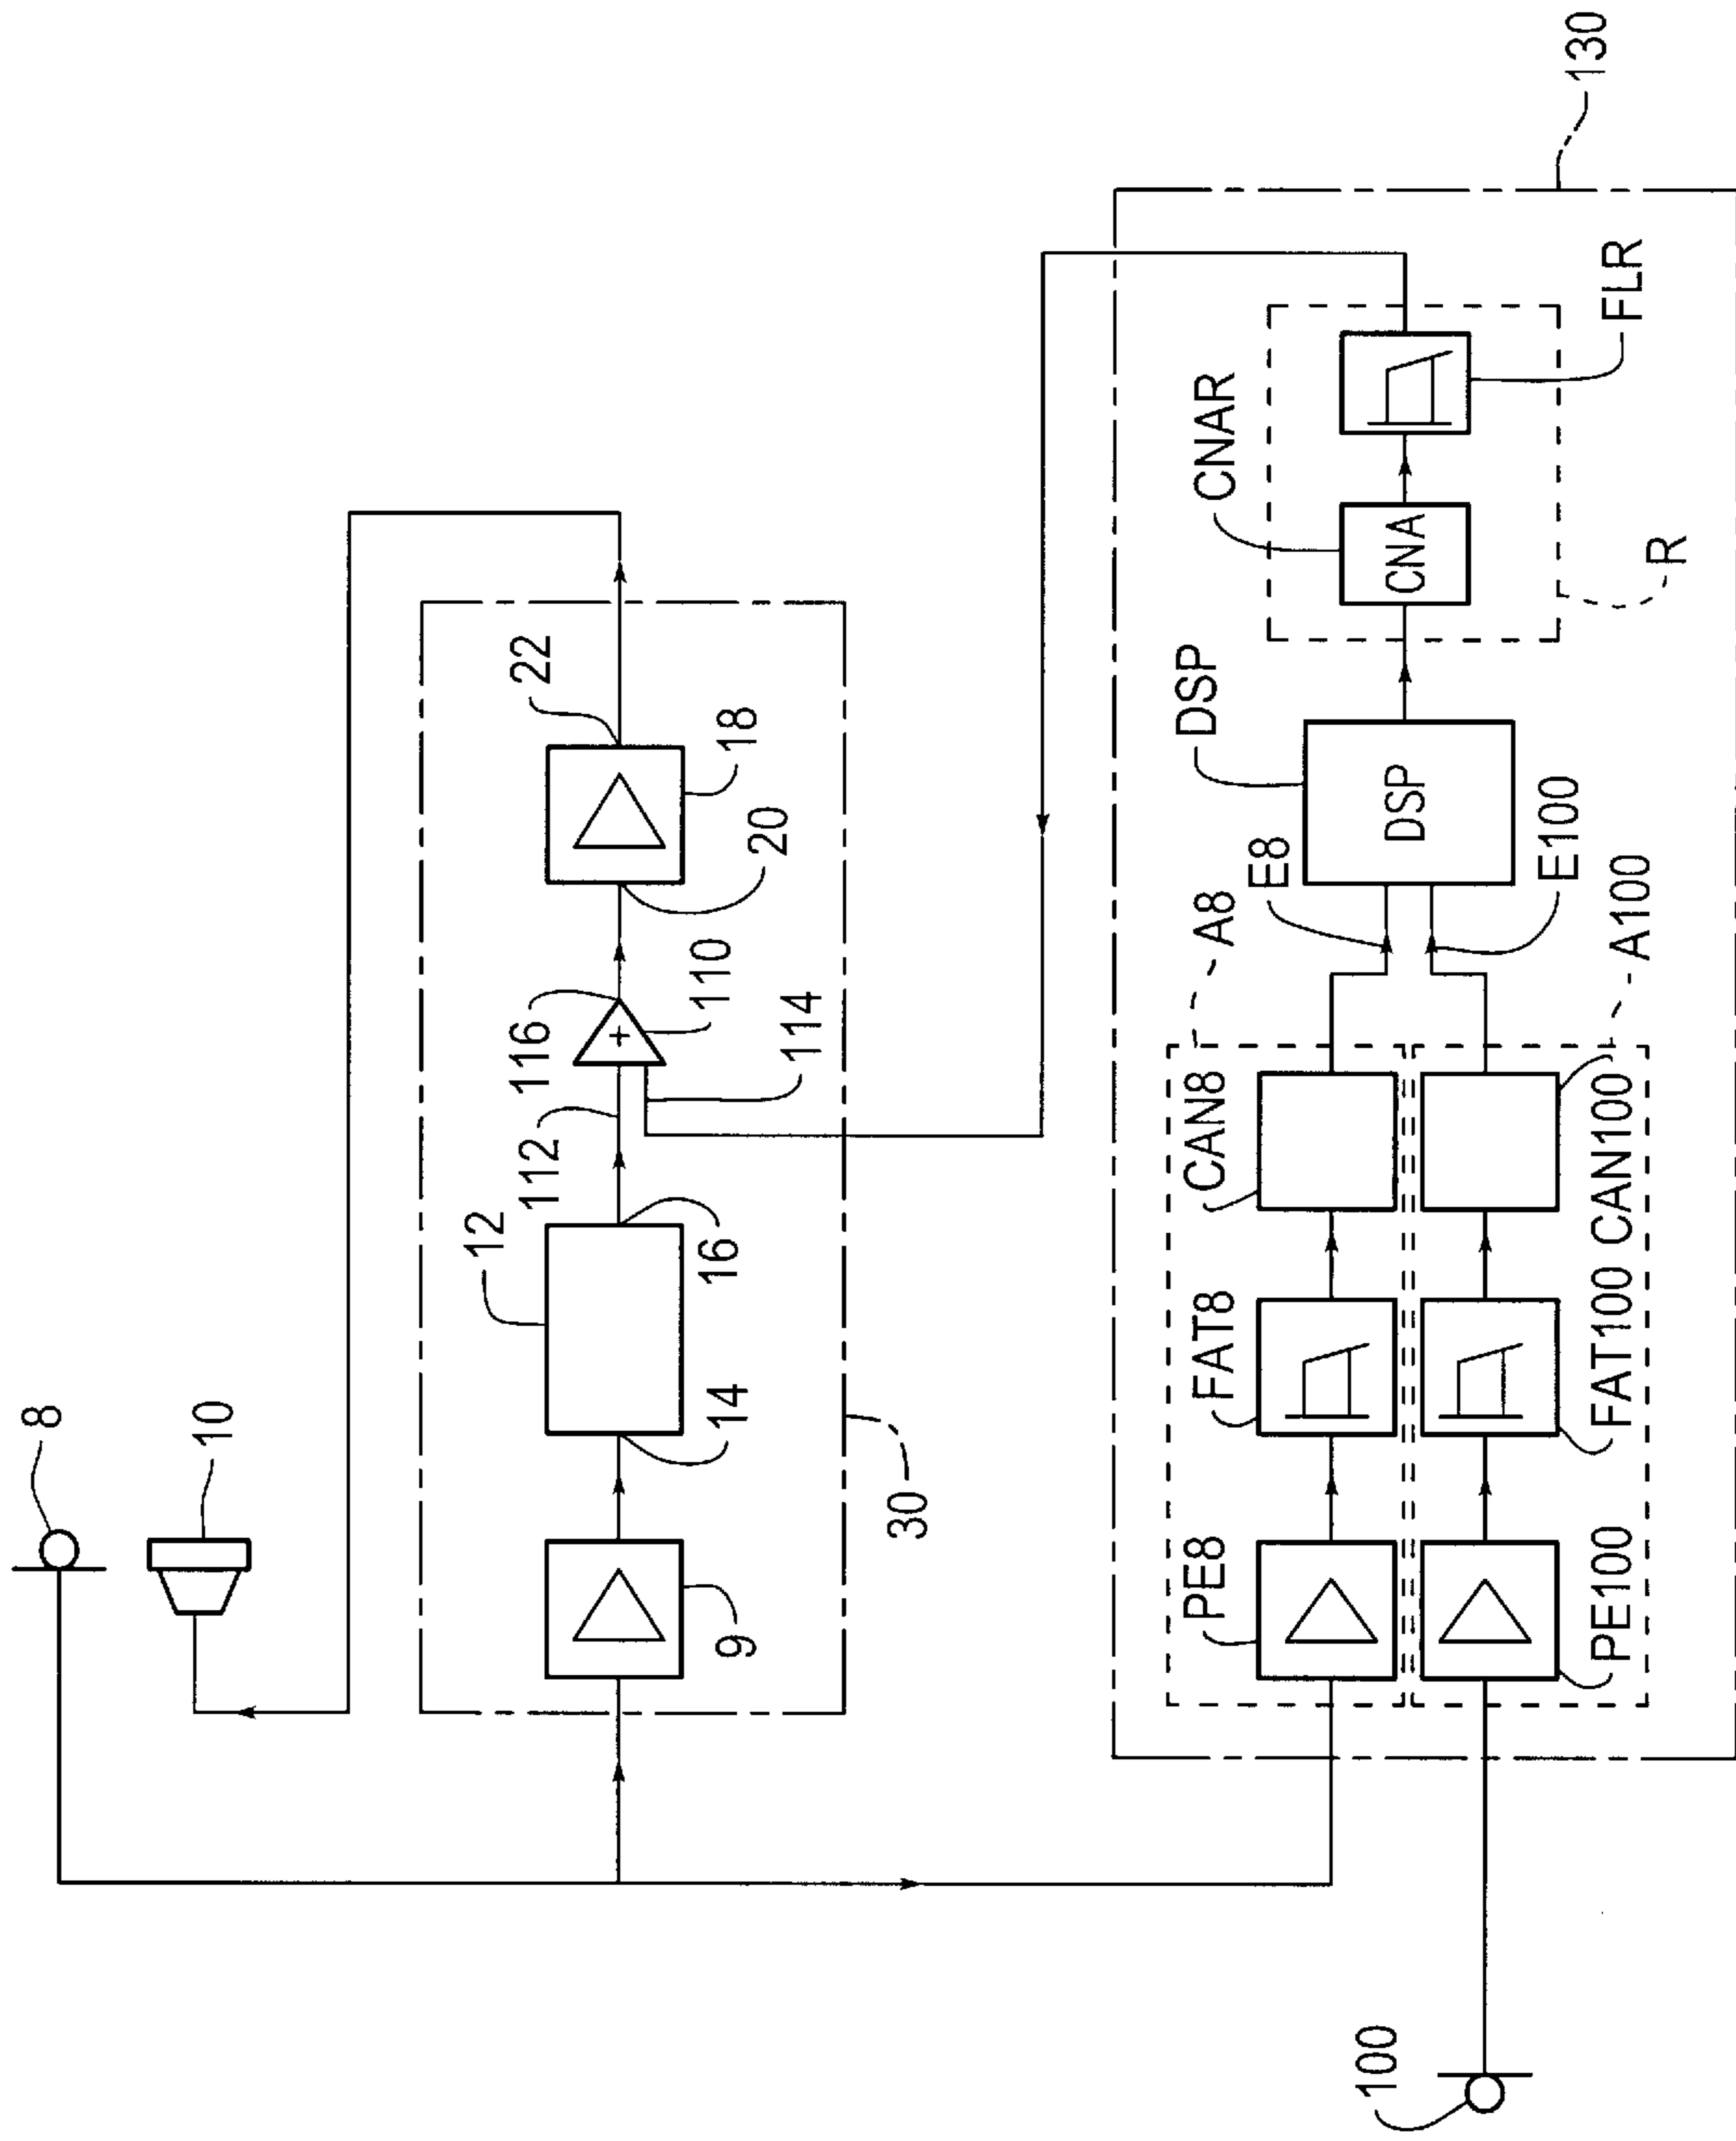 8
10
12
22
116
112
110
18
20
114
16
14
9
30
130
DSP
CNAR
FLR
CNA
R
DSP
E8
E100
A8
A100
CAN8
FAT8
PE8
CAN100
FAT100
PE100
100